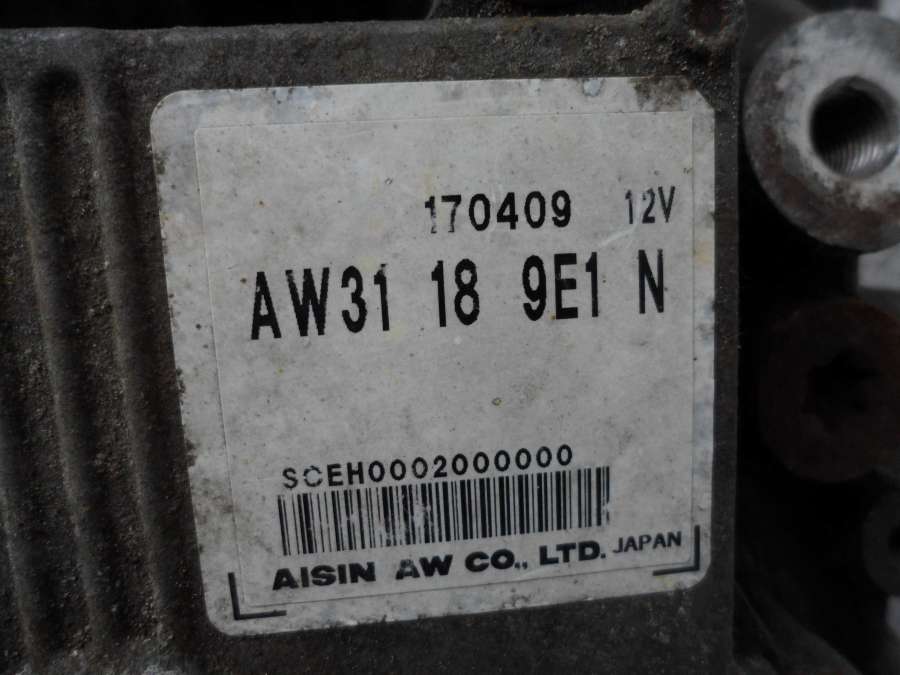 170409 12V
AW31 18 9E1 N
SCEH0002000000
AISIN AW CO., LTD. JAPAN